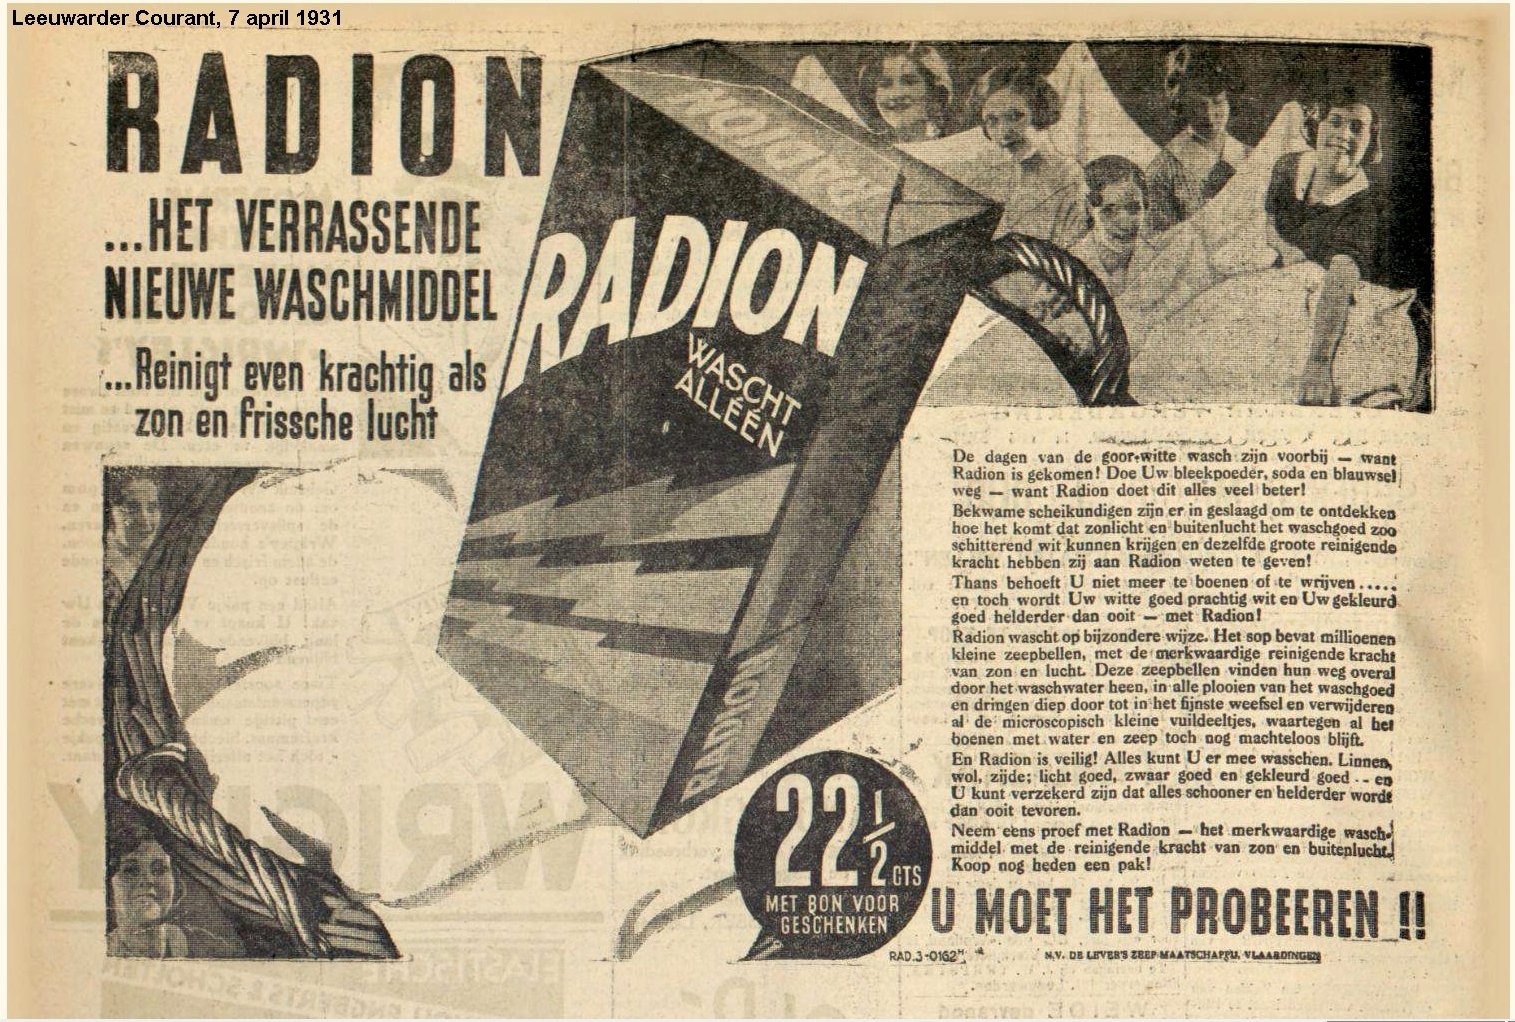 Leeuwarder Courant, 7 april 1931
RADION
...HET VERRASSENDE
NIEUWE WASCHMIDDEL
...Reinigt even krachtig als
zon en frissche lucht
RADION
RADION
WASCHT
ALLÉÉN
RADION
De dagen van de goor-witte wasch zijn voorbij — want
Radion is gekomen! Doe Uw bleekpoeder, soda en blauwsel
weg — want Radion doet dit alles veel beter!
Bekwame scheikundigen zijn er in geslaagd om te ontdekken
hoe het komt dat zonlicht en buitenlucht het waschgoed zoo
schitterend wit kunnen krijgen en dezelfde groote reinigende
kracht hebben zij aan Radion weten te geven!
Thans behoeft U niet meer te boenen of te wrijven.....
en toch wordt Uw witte goed prachtig wit en Uw gekleurd
goed helderder dan ooit — met Radion!
Radion wascht op bijzondere wijze. Het sop bevat millioenen
kleine zeepbellen, met de merkwaardige reinigende kracht
van zon en lucht. Deze zeepbellen vinden hun weg overal
door het waschwater heen, in alle plooien van het waschgoed
en dringen diep door tot in het fijnste weefsel en verwijderen
al de microscopisch kleine vuildeeltjes, waartegen al het
boenen met water en zeep toch nog machteloos blijft.
En Radion is veilig! Alles kunt U er mee wasschen. Linnen,
wol, zijde; licht goed, zwaar goed en gekleurd goed -- en
U kunt verzekerd zijn dat alles schooner en helderder wordt
dan ooit tevoren.
Neem eens proef met Radion — het merkwaardige wasch-
middel met de reinigende kracht van zon en buitenlucht.
Koop nog heden een pak!
22 1/2 CTS
MET BON VOOR
GESCHENKEN
U MOET HET PROBEEREN !!
RAD.3-0162H
N.V. DE LEVER'S ZEEP-MAATSCHAPPIJ, VLAARDINGEN